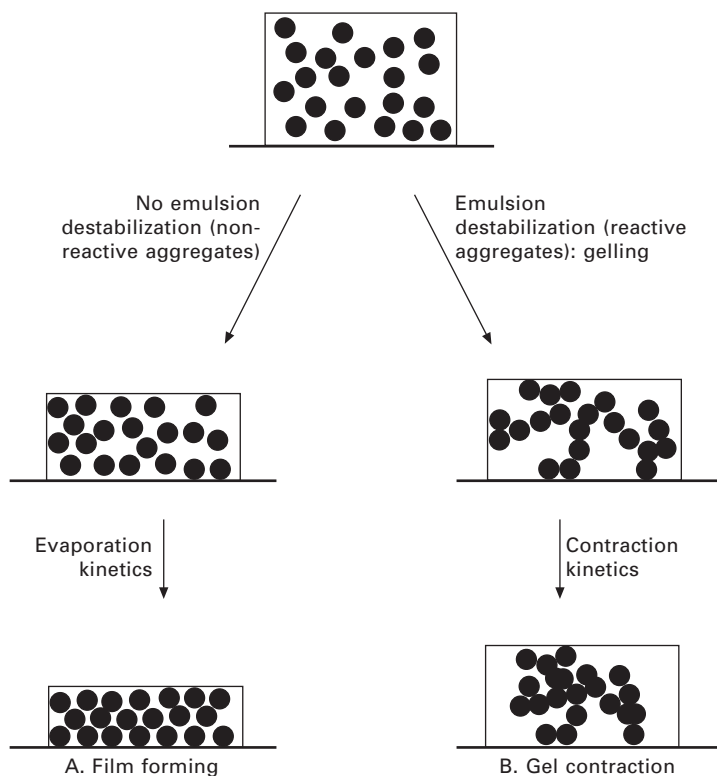 No emulsion
destabilization (non-
reactive aggregates)
Emulsion
destabilization (reactive
aggregates): gelling
Evaporation
kinetics
Contraction
kinetics
A. Film forming
B. Gel contraction